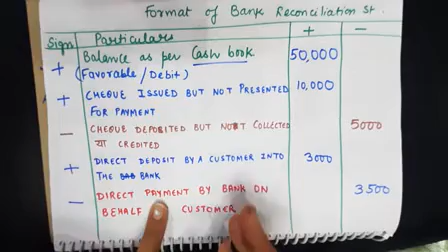 Format of Bank Reconciliation St.
Sign Particulars + -
+ Balance as per Cash book 50,000
(Favorable/Debit)
+ CHEQUE ISSUED BUT NOT PRESENTED 10,000
FOR PAYMENT
- CHEQUE DEPOSITED BUT NOT COLLECTED 5000
या CREDITED
+ DIRECT DEPOSIT BY A CUSTOMER INTO 3000
THE BANK
- DIRECT PAYMENT BY BANK ON 3500
BEHALF CUSTOMER